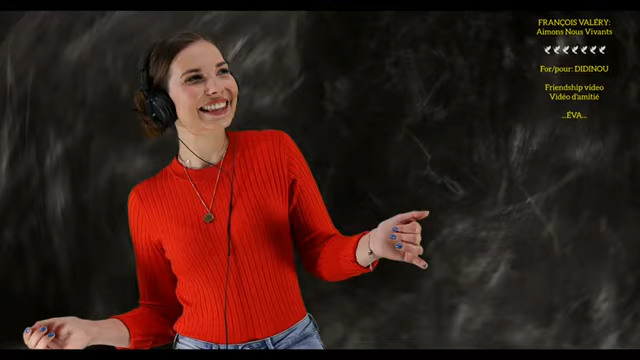 FRANÇOIS VALÉRY:
Aimons Nous Vivants
For/pour: DIDINOU
Friendship video
Vidéo d'amitié
...ÉVA...